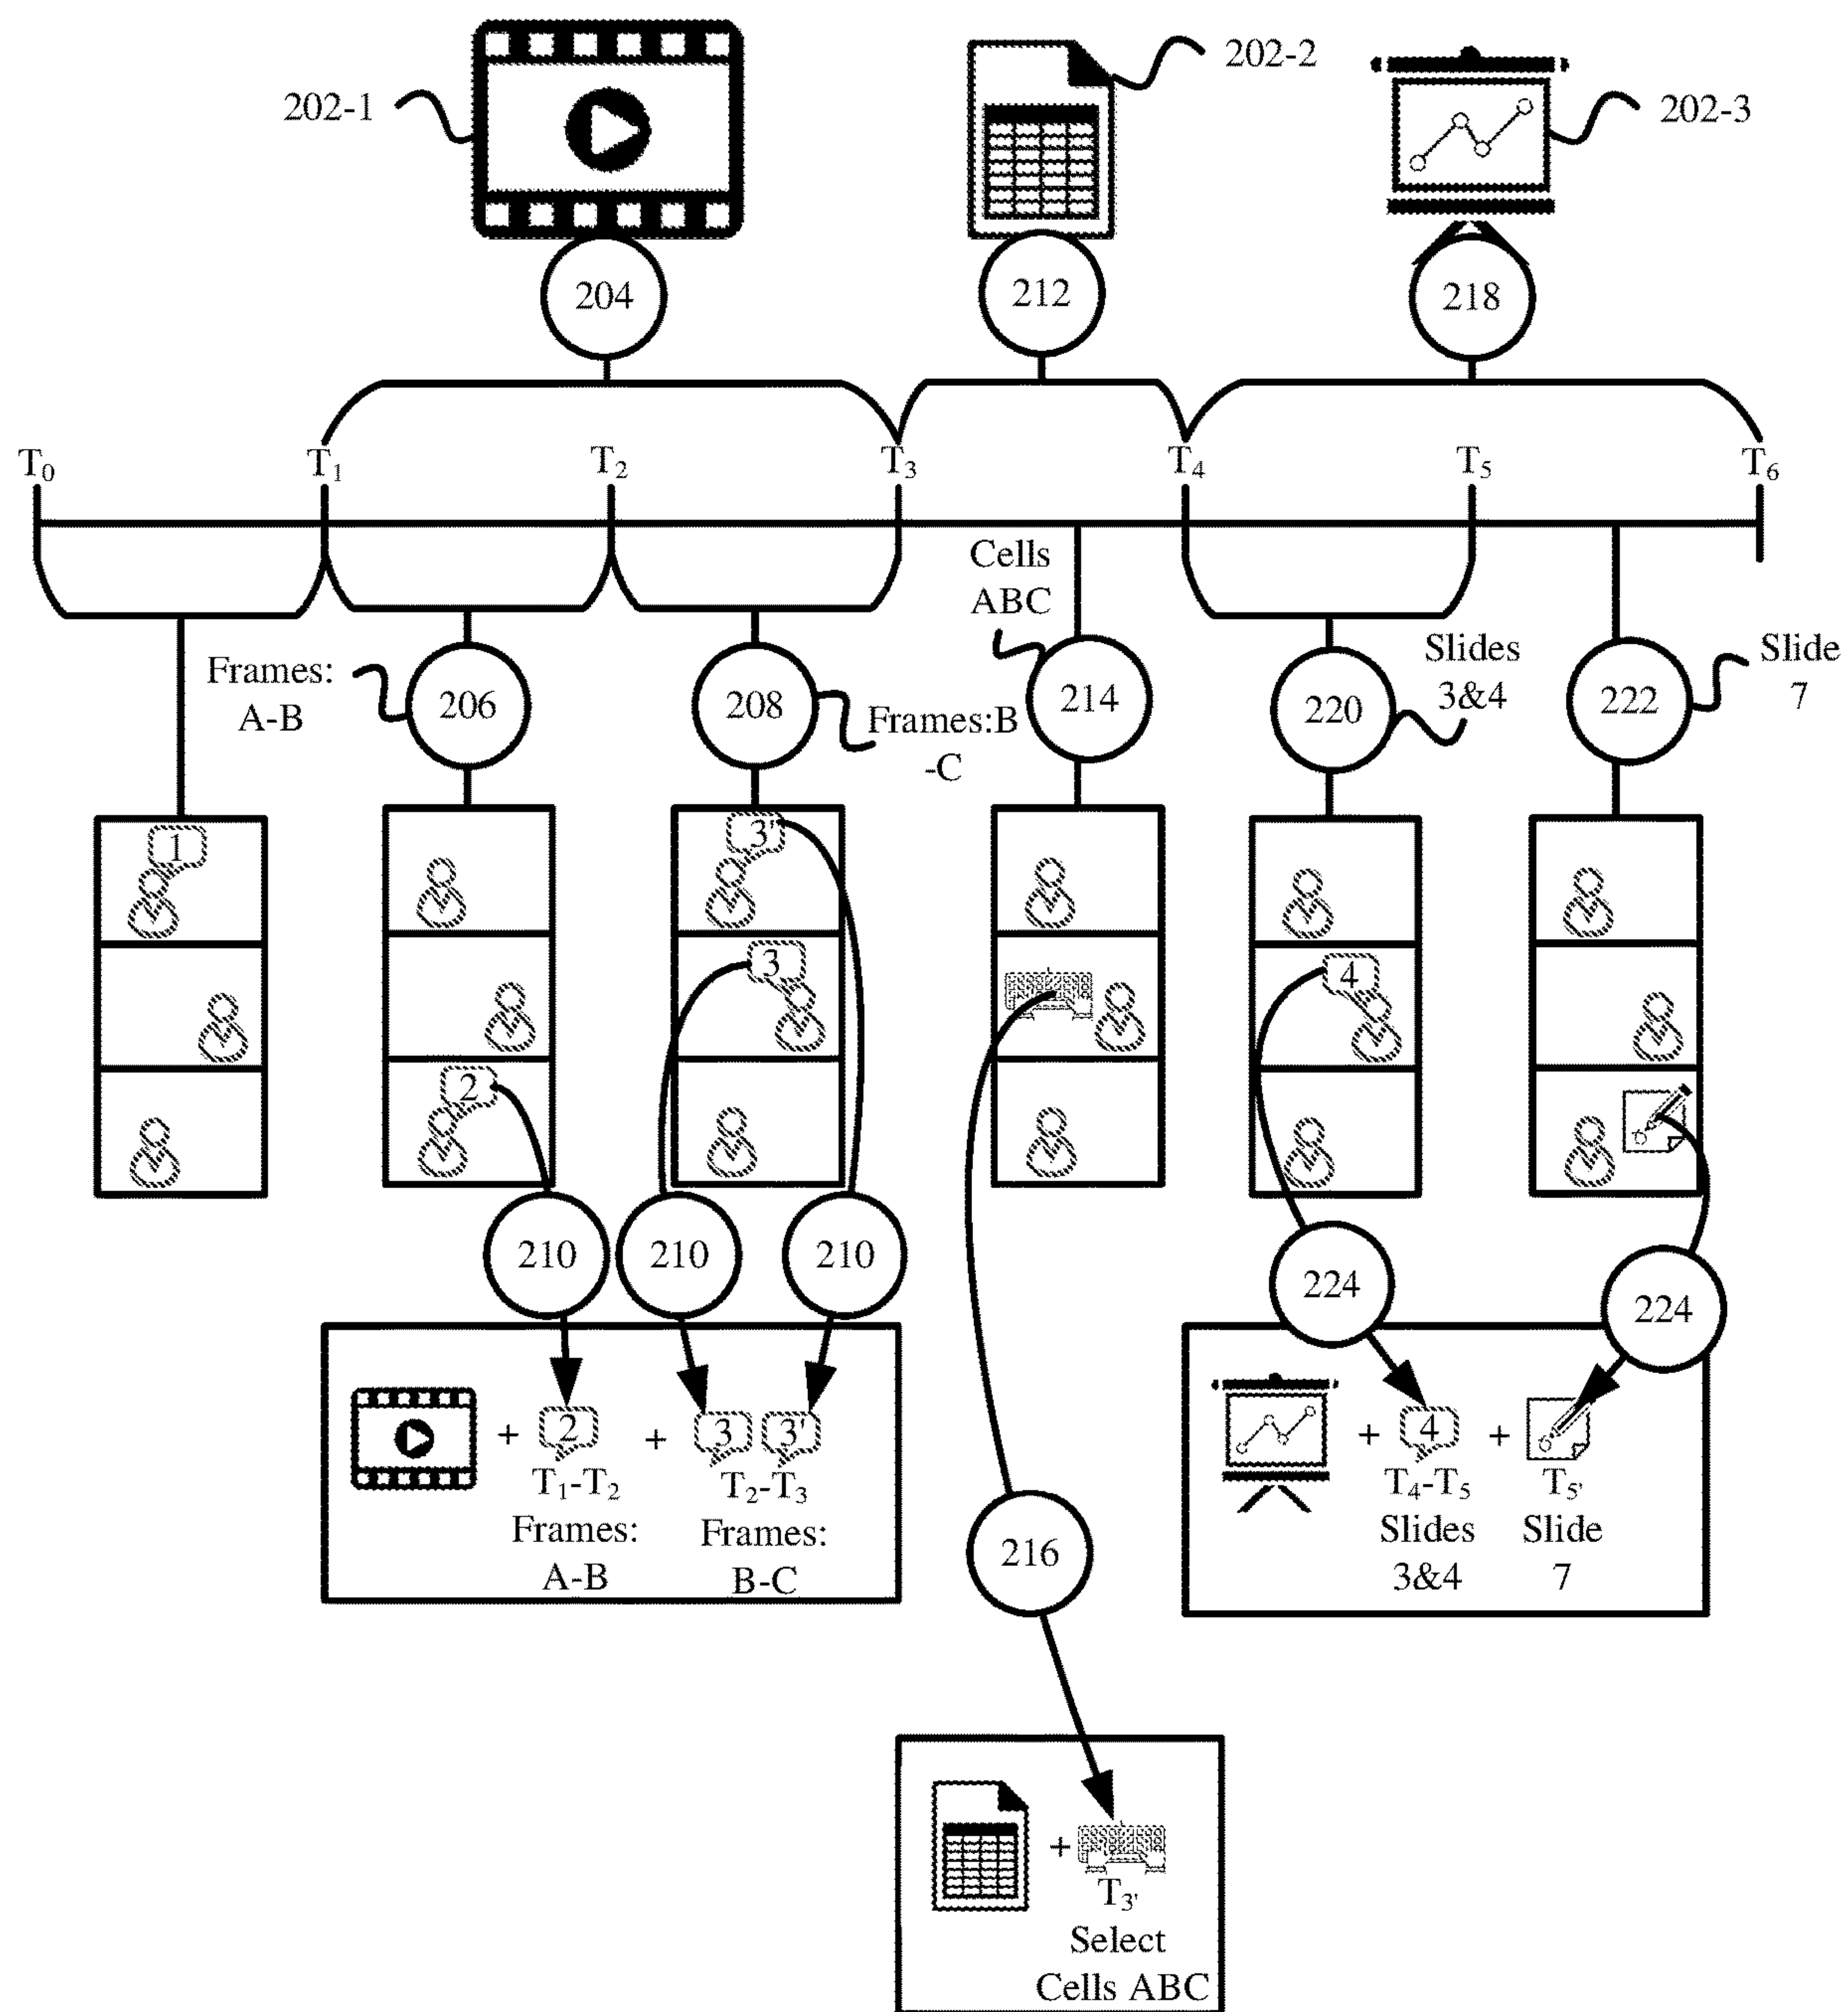 202-1
202-2
202-3
204
212
218
T₀
T₁
T₂
T₃
T₄
T₅
T₆
Cells
ABC
Frames:
A-B
206
208
Frames:B
-C
214
220
Slides
3&4
222
Slide
7
1
2
3'
3
4
210
210
210
224
224
2
3
3'
4
+
+
+
+
T₁-T₂
T₂-T₃
T₄-T₅
T₅'
Frames:
A-B
Frames:
B-C
Slides
3&4
Slide
7
216
+
T₃'
Select
Cells ABC